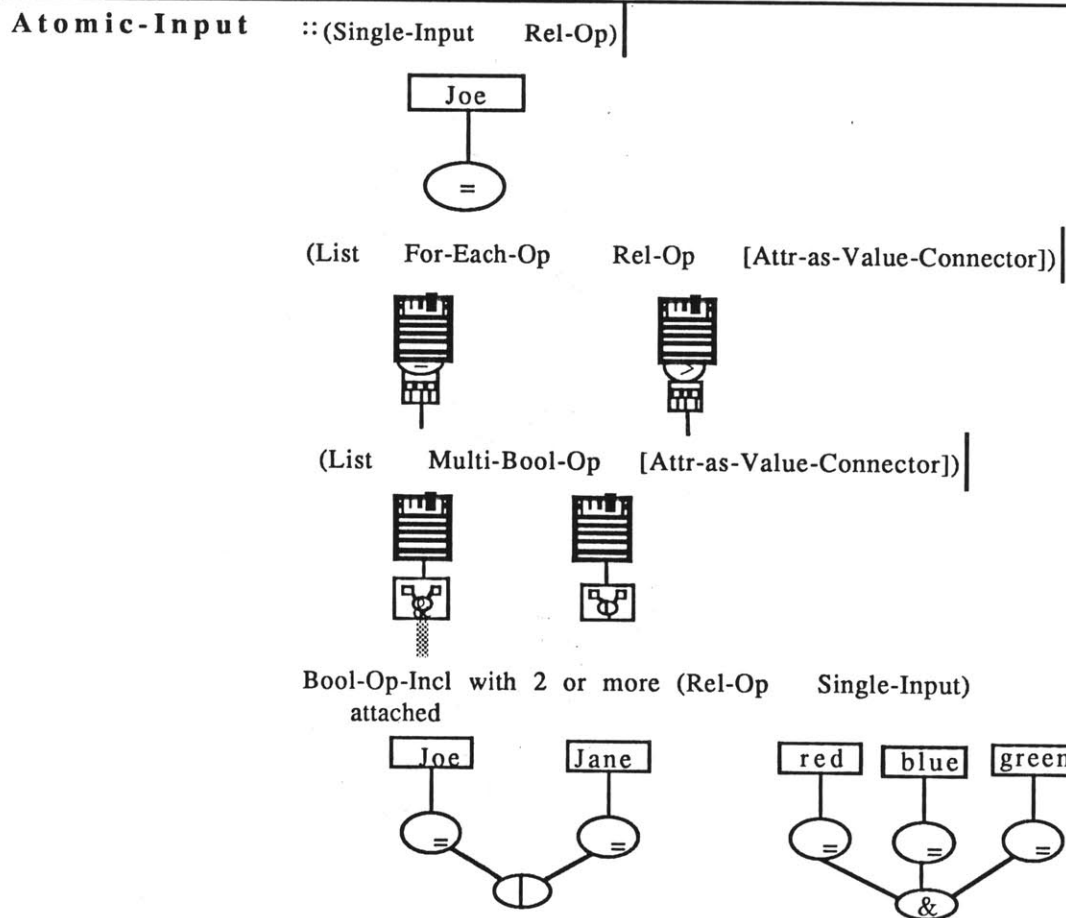 Atomic-Input ::(Single-Input Rel-Op)|
Joe
=
(List For-Each-Op Rel-Op [Attr-as-Value-Connector])|
= >
(List Multi-Bool-Op [Attr-as-Value-Connector])|
Bool-Op-Incl with 2 or more (Rel-Op Single-Input)
attached
Joe Jane red blue green
= = = = =
| &